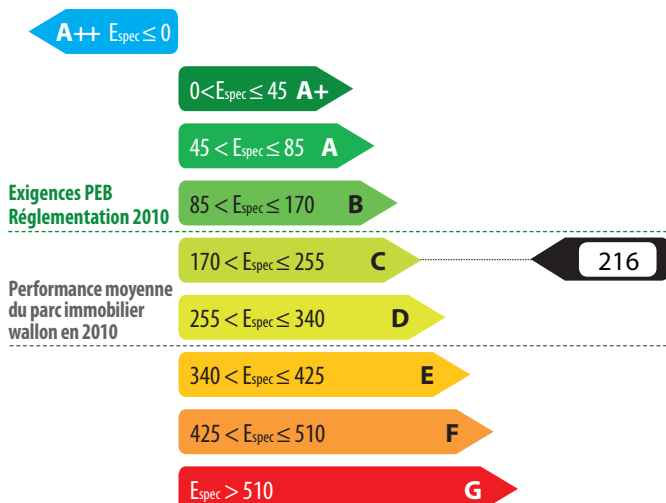 A++ Espec ≤ 0
0<Espec ≤ 45 A+
45 < Espec ≤ 85 A
Exigences PEB
Réglementation 2010
85 < Espec ≤ 170 B
170 < Espec ≤ 255 C
216
Performance moyenne
du parc immobilier
wallon en 2010
255 < Espec ≤ 340 D
340 < Espec ≤ 425 E
425 < Espec ≤ 510 F
Espec > 510 G